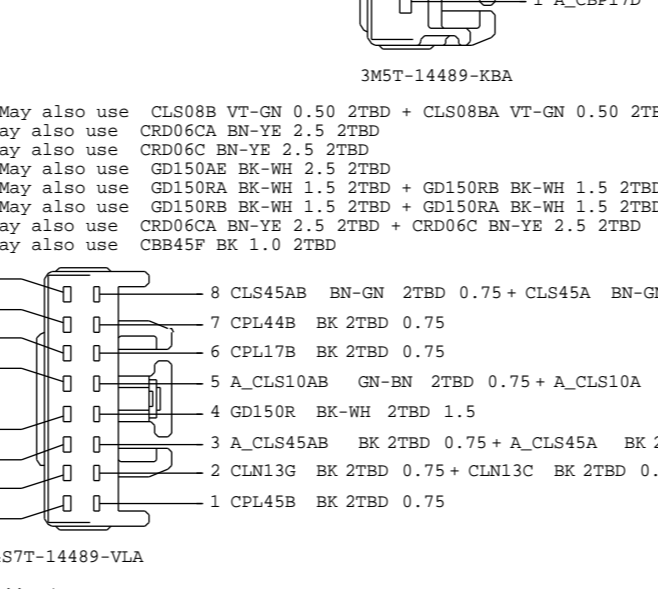 1 A_CBP17D
3M5T-14489-KBA
May also use CLS08B VT-GN 0.50 2TBD + CLS08BA VT-GN 0.50 2TB
ay also use CRD06CA BN-YE 2.5 2TBD
ay also use CRD06C BN-YE 2.5 2TBD
May also use GD150AE BK-WH 2.5 2TBD
May also use GD150RA BK-WH 1.5 2TBD + GD150RB BK-WH 1.5 2TBD
May also use GD150RB BK-WH 1.5 2TBD + GD150RA BK-WH 1.5 2TBD
ay also use CRD06CA BN-YE 2.5 2TBD + CRD06C BN-YE 2.5 2TBD
ay also use CBB45F BK 1.0 2TBD
8 CLS45AB BN-GN 2TBD 0.75 + CLS45A BN-GN
7 CPL44B BK 2TBD 0.75
6 CPL17B BK 2TBD 0.75
5 A_CLS10AB GN-BN 2TBD 0.75 + A_CLS10A
4 GD150R BK-WH 2TBD 1.5
3 A_CLS45AB BK 2TBD 0.75 + A_CLS45A BK 2
2 CLN13G BK 2TBD 0.75 + CLN13C BK 2TBD 0.
1 CPL45B BK 2TBD 0.75
S7T-14489-VLA